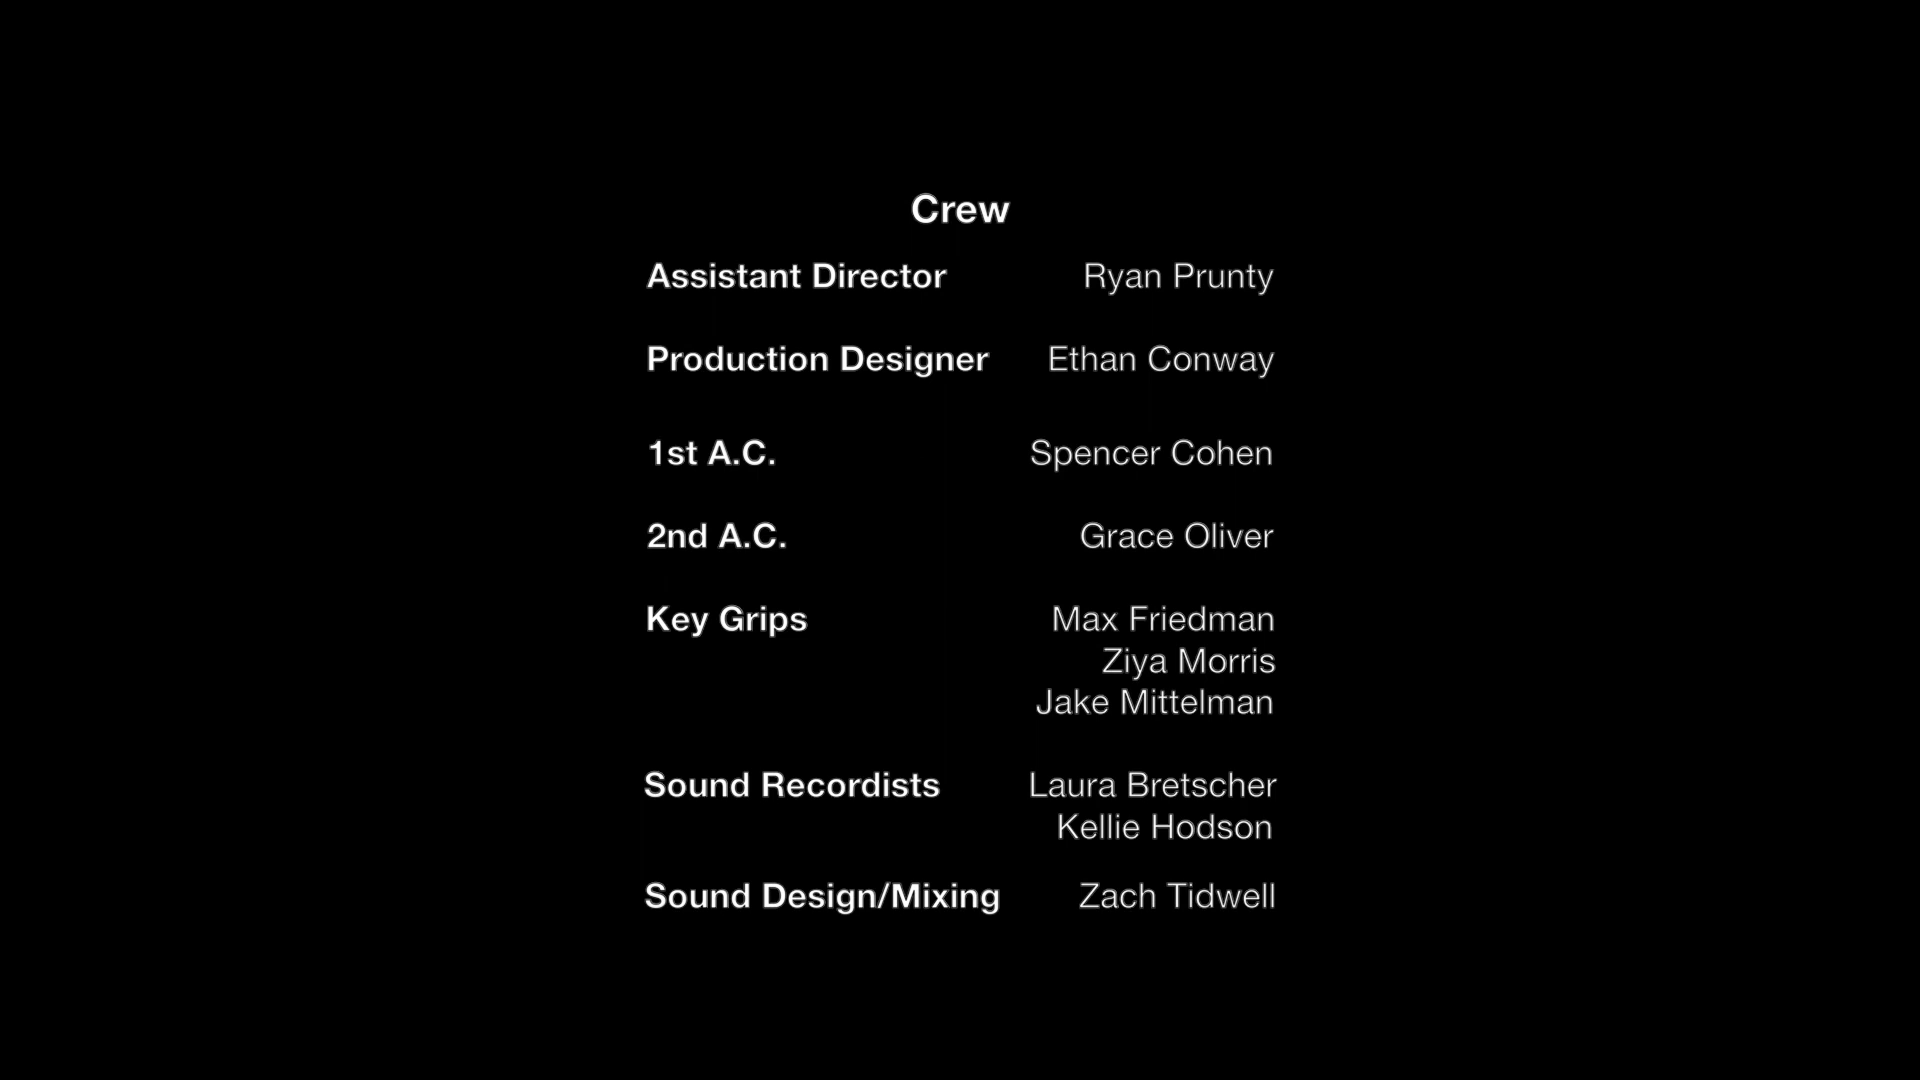 Crew
Assistant Director Ryan Prunty
Production Designer Ethan Conway
1st A.C. Spencer Cohen
2nd A.C. Grace Oliver
Key Grips Max Friedman
Ziya Morris
Jake Mittelman
Sound Recordists Laura Bretscher
Kellie Hodson
Sound Design/Mixing Zach Tidwell